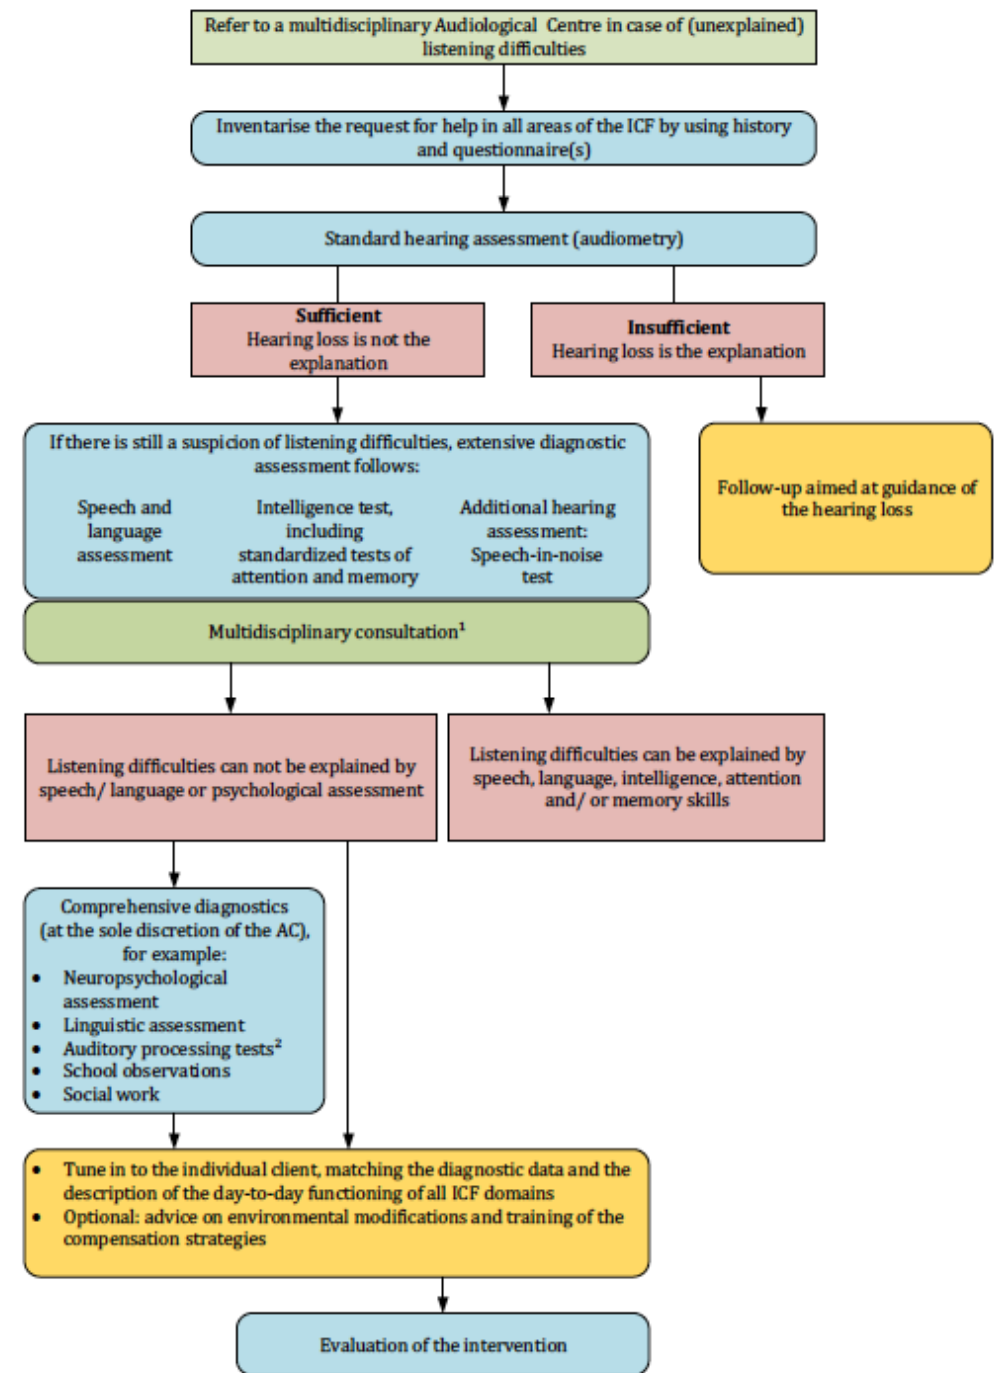 Refer to a multidisciplinary Audiological Centre in case of (unexplained)
listening difficulties
Inventarise the request for help in all areas of the ICF by using history
and questionnaire(s)
Standard hearing assessment (audiometry)
Sufficient
Hearing loss is not the
explanation
Insufficient
Hearing loss is the explanation
If there is still a suspicion of listening difficulties, extensive diagnostic
assessment follows:
Speech and
language
assessment
Intelligence test,
including
standardized tests of
attention and memory
Additional hearing
assessment:
Speech-in-noise
test
Follow-up aimed at guidance of
the hearing loss
Multidisciplinary consultation¹
Listening difficulties can not be explained by
speech/ language or psychological assessment
Listening difficulties can be explained by
speech, language, intelligence, attention
and/ or memory skills
Comprehensive diagnostics
(at the sole discretion of the AC),
for example:
• Neuropsychological
assessment
• Linguistic assessment
• Auditory processing tests²
• School observations
• Social work
• Tune in to the individual client, matching the diagnostic data and the
description of the day-to-day functioning of all ICF domains
• Optional: advice on environmental modifications and training of the
compensation strategies
Evaluation of the intervention